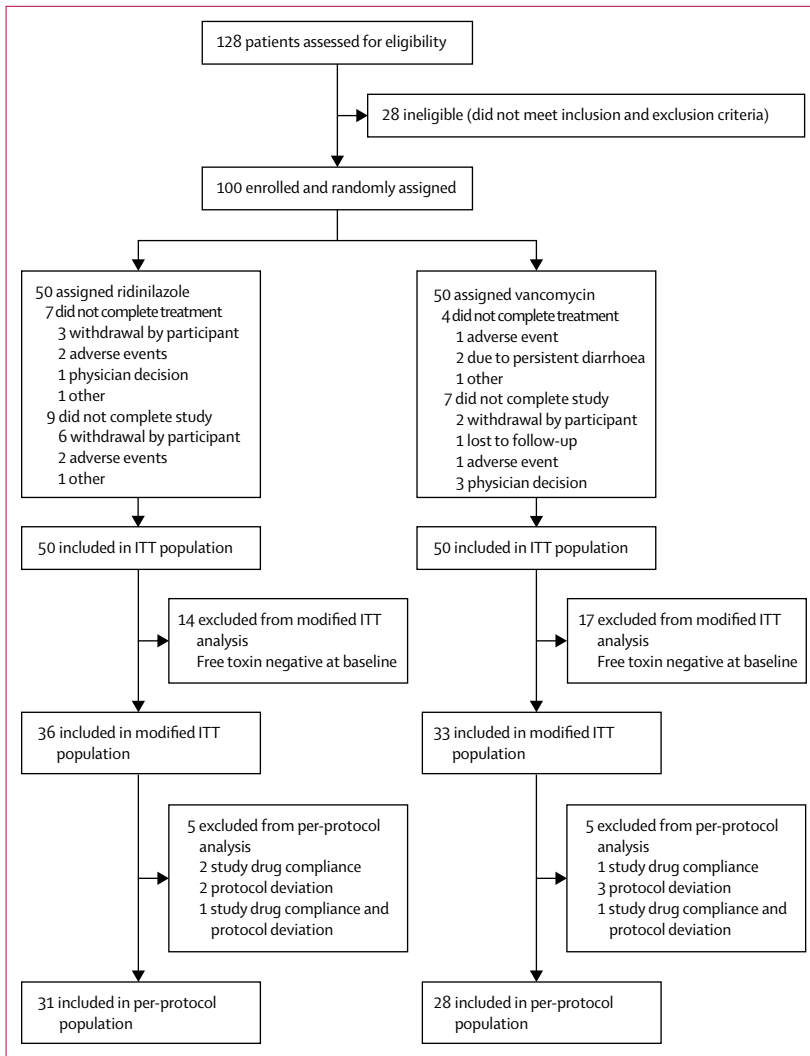 128 patients assessed for eligibility
28 ineligible (did not meet inclusion and exclusion criteria)
100 enrolled and randomly assigned
50 assigned ridinilazole
7 did not complete treatment
3 withdrawal by participant
2 adverse events
1 physician decision
1 other
9 did not complete study
6 withdrawal by participant
2 adverse events
1 other
50 assigned vancomycin
4 did not complete treatment
1 adverse event
2 due to persistent diarrhoea
1 other
7 did not complete study
2 withdrawal by participant
1 lost to follow-up
1 adverse event
3 physician decision
50 included in ITT population
50 included in ITT population
14 excluded from modified ITT
analysis
Free toxin negative at baseline
17 excluded from modified ITT
analysis
Free toxin negative at baseline
36 included in modified ITT
population
33 included in modified ITT
population
5 excluded from per-protocol
analysis
2 study drug compliance
2 protocol deviation
1 study drug compliance and
protocol deviation
5 excluded from per-protocol
analysis
1 study drug compliance
3 protocol deviation
1 study drug compliance and
protocol deviation
31 included in per-protocol
population
28 included in per-protocol
population